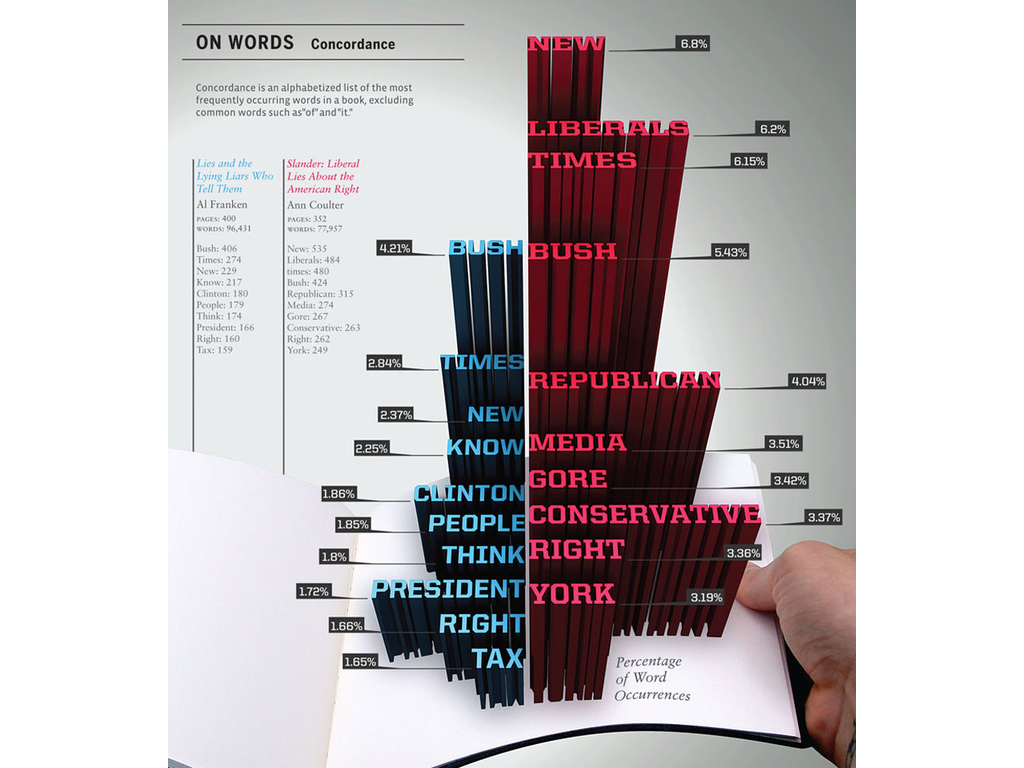 ON WORDS Concordance
Concordance is an alphabetized list of the most
frequently occurring words in a book, excluding
common words such as"of"and"it."
Lies and the
Lying Liars Who
Tell Them
Al Franken
PAGES: 400
WORDS: 96,431
Bush: 406
Times: 274
New: 229
Know: 217
Clinton: 180
People: 179
Think: 174
President: 166
Right: 160
Tax: 159
Slander: Liberal
Lies About the
American Right
Ann Coulter
PAGES: 352
WORDS: 77,957
New: 535
Liberals: 484
times: 480
Bush: 424
Republican: 315
Media: 274
Gore: 267
Conservative: 263
Right: 262
York: 249
4.21% BUSH
2.84% TIMES
2.37% NEW
2.25% KNOW
1.86% CLINTON
1.85% PEOPLE
1.8% THINK
1.72% PRESIDENT
1.66% RIGHT
1.65% TAX
NEW 6.8%
LIBERALS 6.2%
TIMES 6.15%
BUSH 5.43%
REPUBLICAN 4.04%
MEDIA 3.51%
GORE 3.42%
CONSERVATIVE 3.37%
RIGHT 3.36%
YORK 3.19%
Percentage
of Word
Occurrences